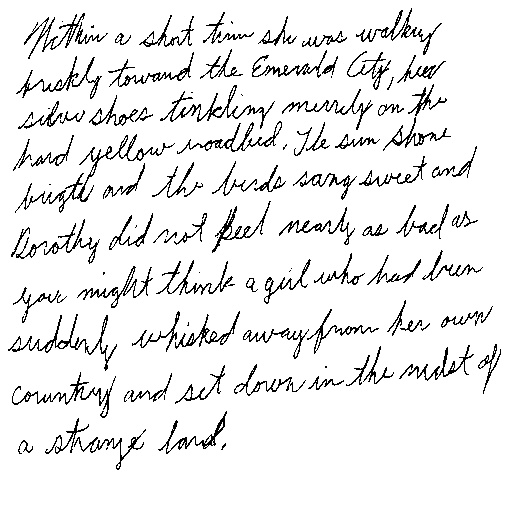 Within a short time she was walking
briskly toward the Emerald City, her
silver shoes tinkling merrily on the
hard yellow roadbed. The sun shone
brigth and the birds sang sweet and
Dorothy did not feel nearly as bad as
you might think a girl who had been
suddenly whisked away from her own
country and set down in the midst of
a strange land.